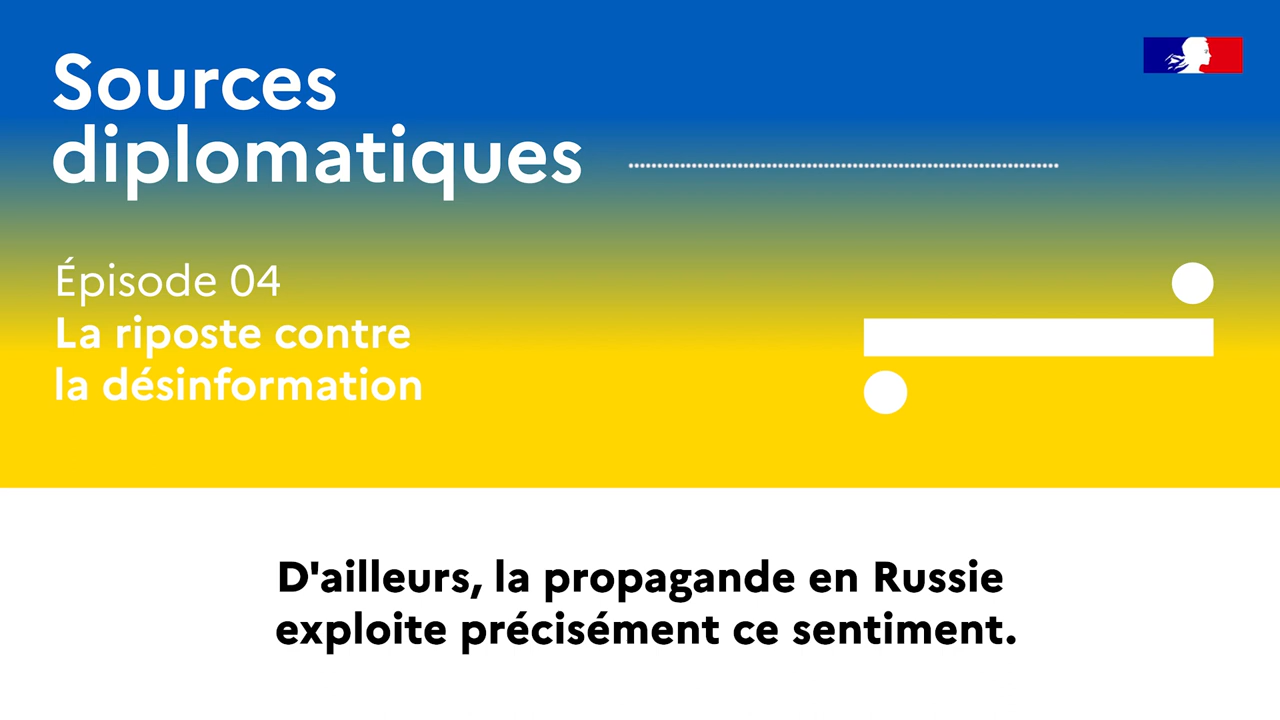 Sources
diplomatiques
Épisode 04
La riposte contre
la désinformation
D'ailleurs, la propagande en Russie
exploite précisément ce sentiment.